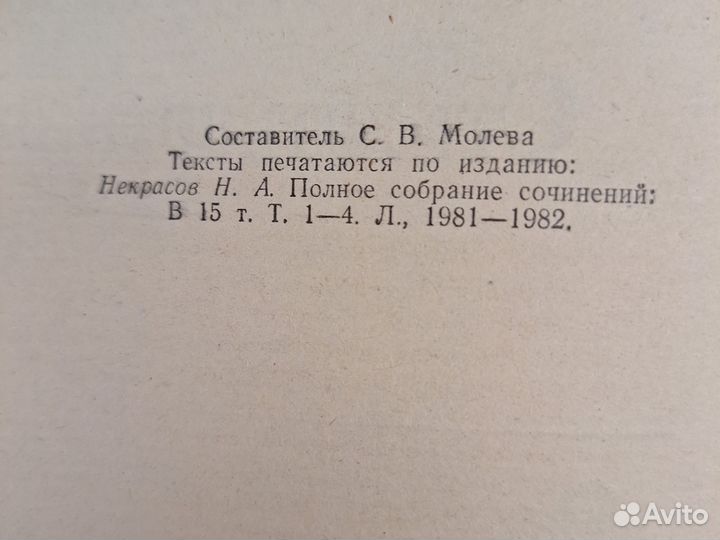 Составитель С. В. Молева
Тексты печатаются по изданию:
Некрасов Н. А. Полное собрание сочинений:
В 15 т. Т. 1—4. Л., 1981—1982.
Avito